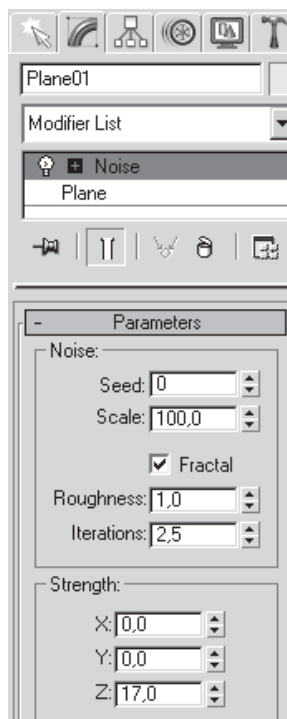 Plane01
Modifier List
Noise
Plane
- Parameters
Noise:
Seed: 0
Scale: 100,0
Fractal
Roughness: 1,0
Iterations: 2,5
Strength:
X: 0,0
Y: 0,0
Z: 17,0